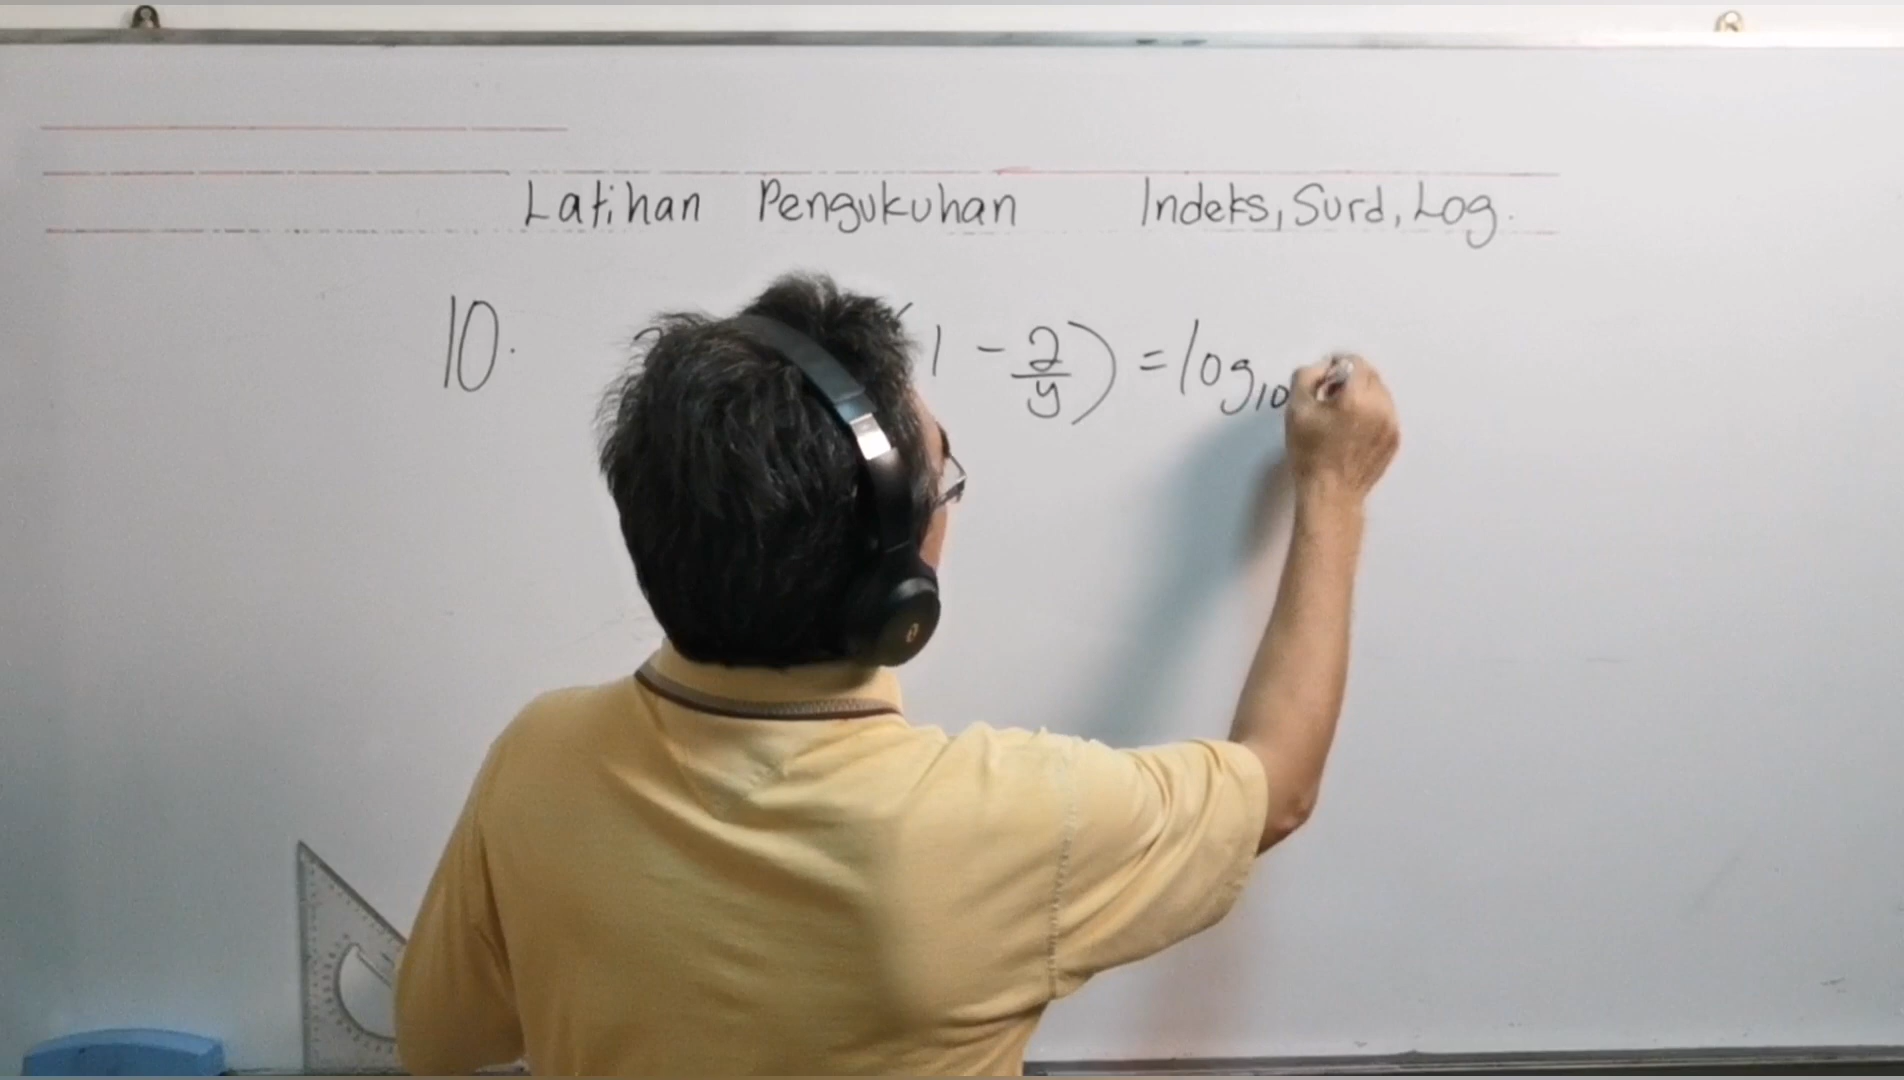 Latihan Pengukuhan Indeks, Surd, Log.
10. (1 - 2/y) = log10